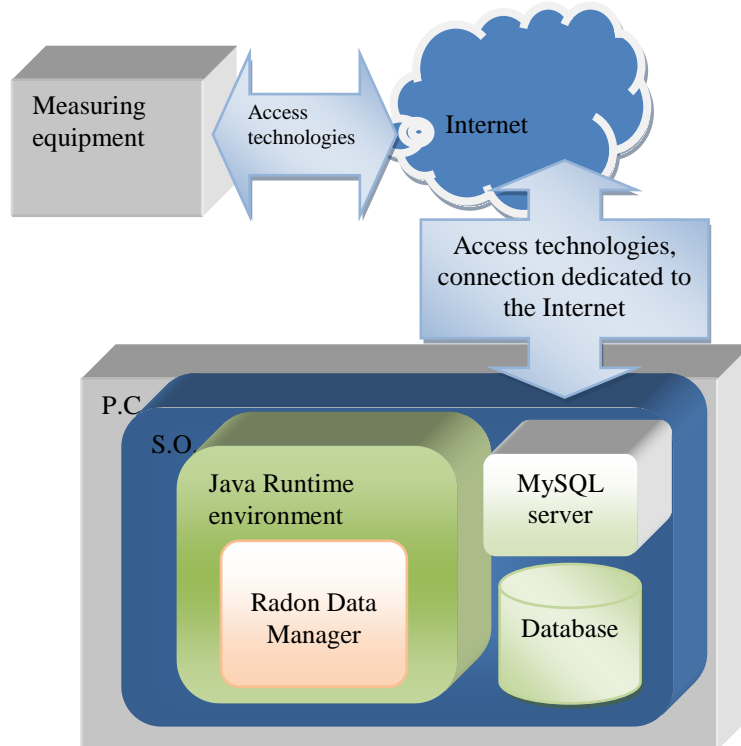 Measuring
equipment
Access
technologies
Internet
Access technologies,
connection dedicated to
the Internet
P.C
S.O.
Java Runtime
environment
Radon Data
Manager
MySQL
server
Database